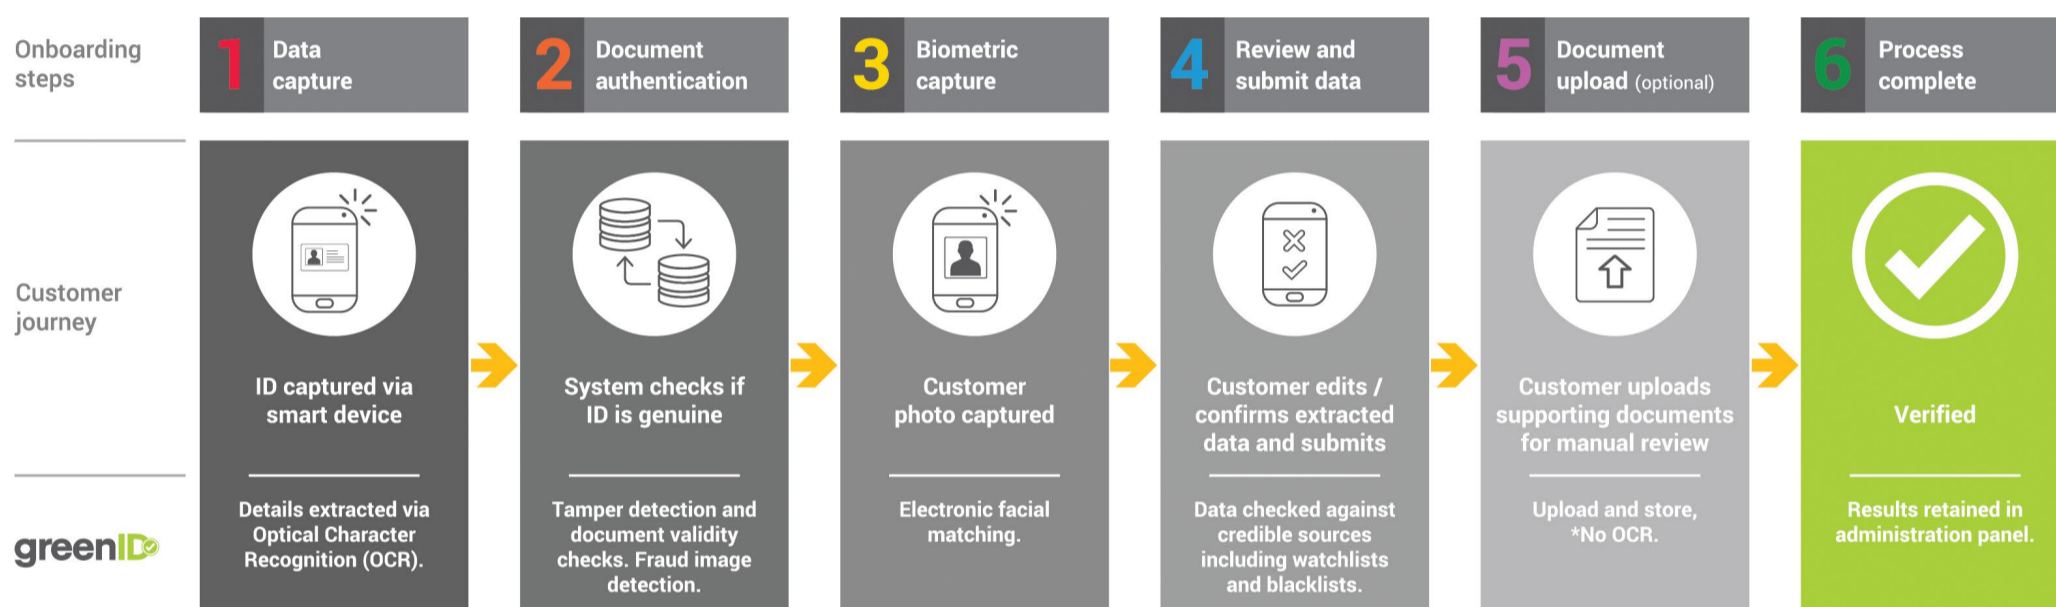 Onboarding
steps
1
Data
capture
2
Document
authentication
3
Biometric
capture
4
Review and
submit data
5
Document
upload (optional)
6
Process
complete
Customer
journey
ID captured via
smart device
System checks if
ID is genuine
Customer
photo captured
Customer edits /
confirms extracted
data and submits
Customer uploads
supporting documents
for manual review
Verified
greenID
Details extracted via
Optical Character
Recognition (OCR).
Tamper detection and
document validity
checks. Fraud image
detection.
Electronic facial
matching.
Data checked against
credible sources
including watchlists
and blacklists.
Upload and store,
*No OCR.
Results retained in
administration panel.